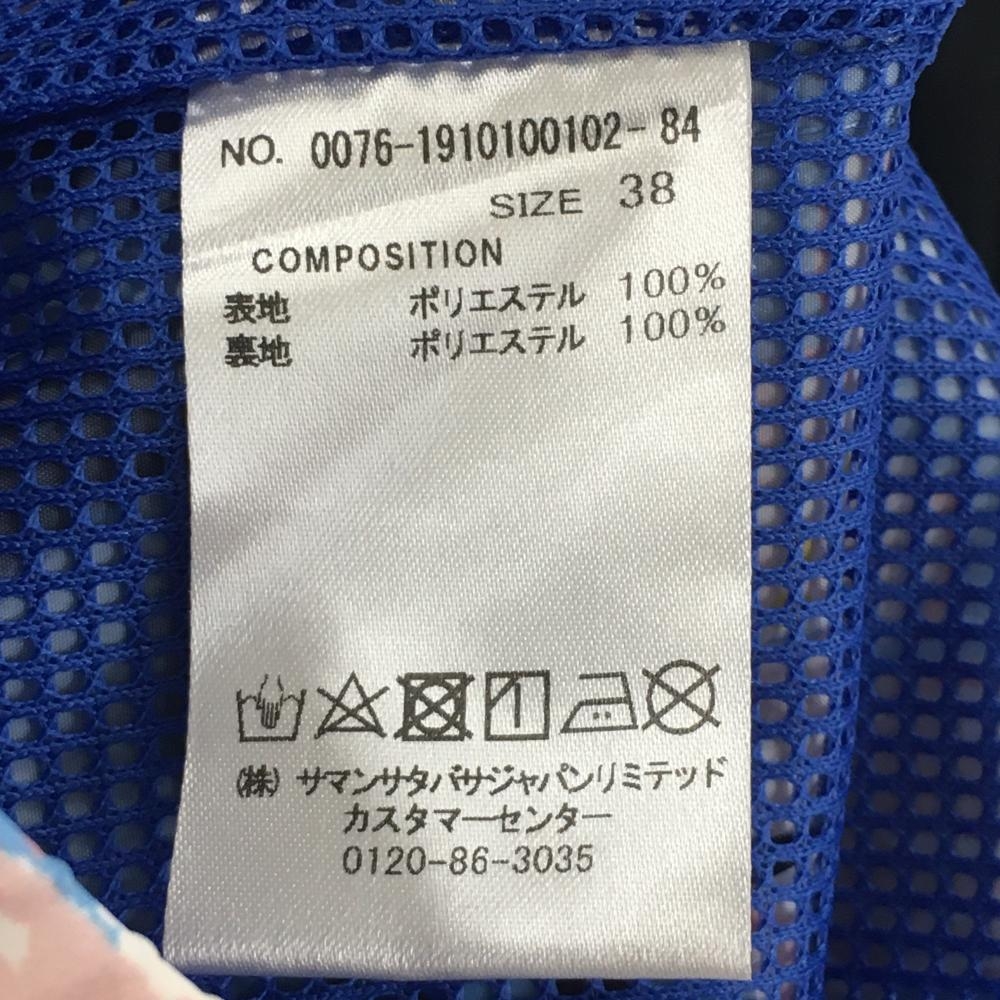 NO. 0076-1910100102-84
SIZE 38
COMPOSITION
表地 ポリエステル 100%
裏地 ポリエステル 100%
(株) サマンサタバサジャパンリミテッド
カスタマーセンター
0120-86-3035